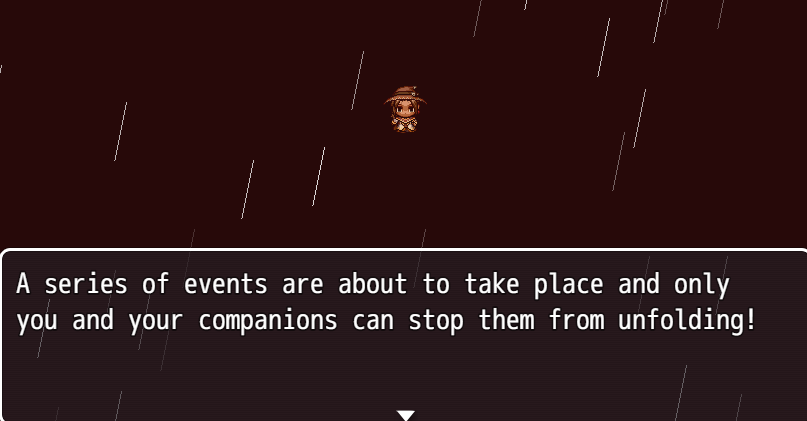 A series of events are about to take place and only
you and your companions can stop them from unfolding!